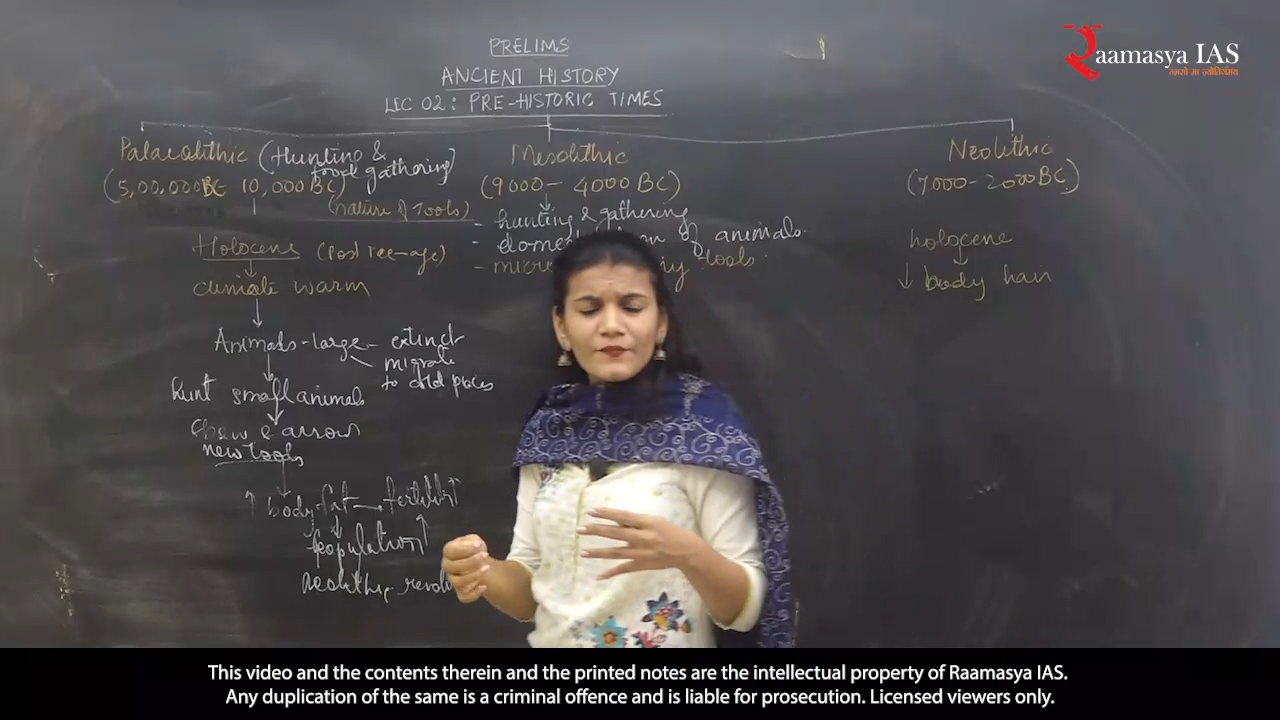 PRELIMS
ANCIENT HISTORY
LEC 02: PRE-HISTORIC TIMES
Raamasya IAS
तमसो मा ज्योतिर्गमय
Palaeolithic (Hunting & food gathering)
(5,00,000BC 10,000BC)
(nature of Tools)
Holocene (Post Ice-age)
climate warm
Animals-large - extinct
migrate
to cold places
hunt small animals
arrow
new tools
↑ body fat → fertility↑
population↑
neolithic
Mesolithic
(9000 - 4000 BC)
- hunting & gathering
- of animals.
- tools.
Neolithic
(7000-2000BC)
holocene
↓ body hair
This video and the contents therein and the printed notes are the intellectual property of Raamasya IAS.
Any duplication of the same is a criminal offence and is liable for prosecution. Licensed viewers only.